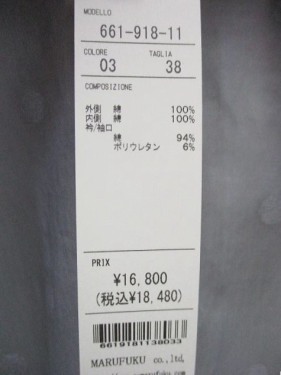 MODELLO
661-918-11
COLORE TAGLIA
03 38
COMPOSIZIONE
外側 綿 100%
内側 綿 100%
衿/袖口
綿 94%
ポリウレタン 6%
PRIX
¥16,800
(税込¥18,480)
6619181138033
MARUFUKU co.,ltd,